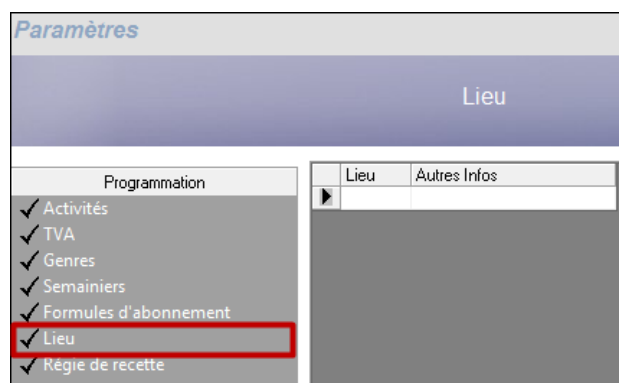 Paramètres
Lieu
Programmation
Activités
TVA
Genres
Semainiers
Formules d'abonnement
Lieu
Régie de recette
Lieu Autres Infos